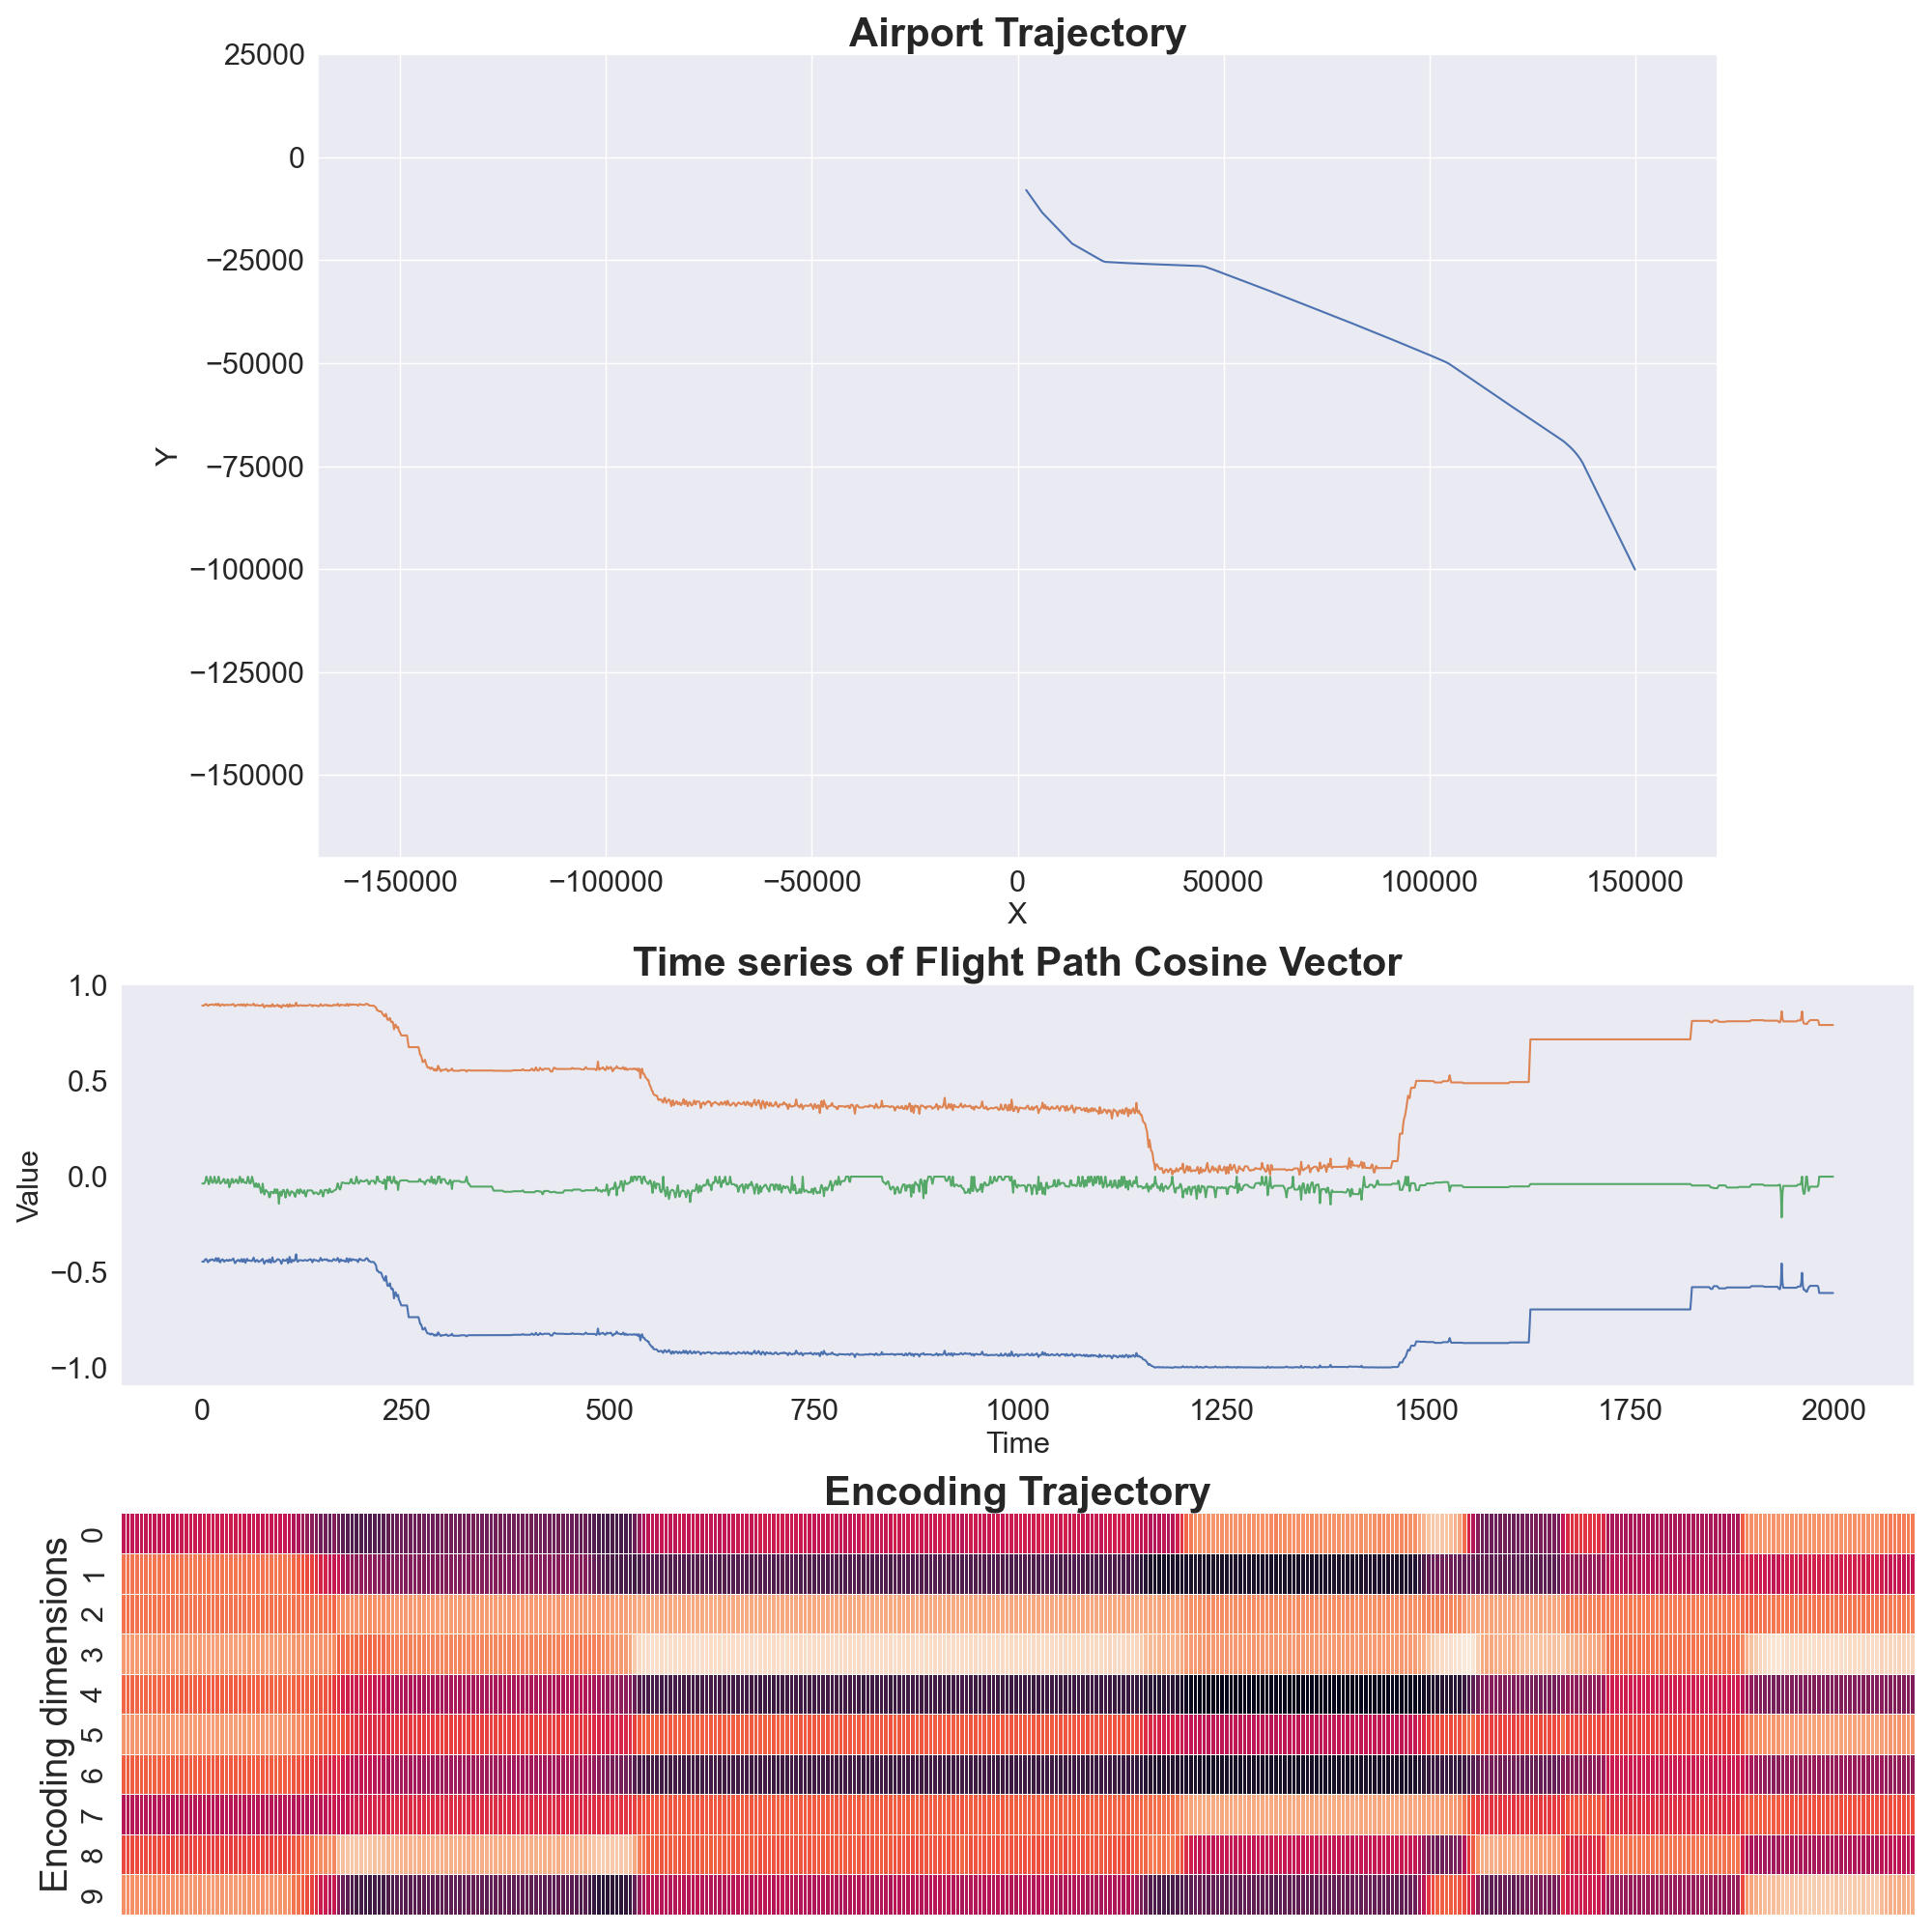 Airport Trajectory
25000
0
−25000
−50000
Y
−75000
−100000
−125000
−150000
−150000 −100000 −50000 0 50000 100000 150000
X
Time series of Flight Path Cosine Vector
1.0
0.5
0.0
Value
−0.5
−1.0
0 250 500 750 1000 1250 1500 1750 2000
Time
Encoding Trajectory
Encoding dimensions
0
1
2
3
4
5
6
7
8
9